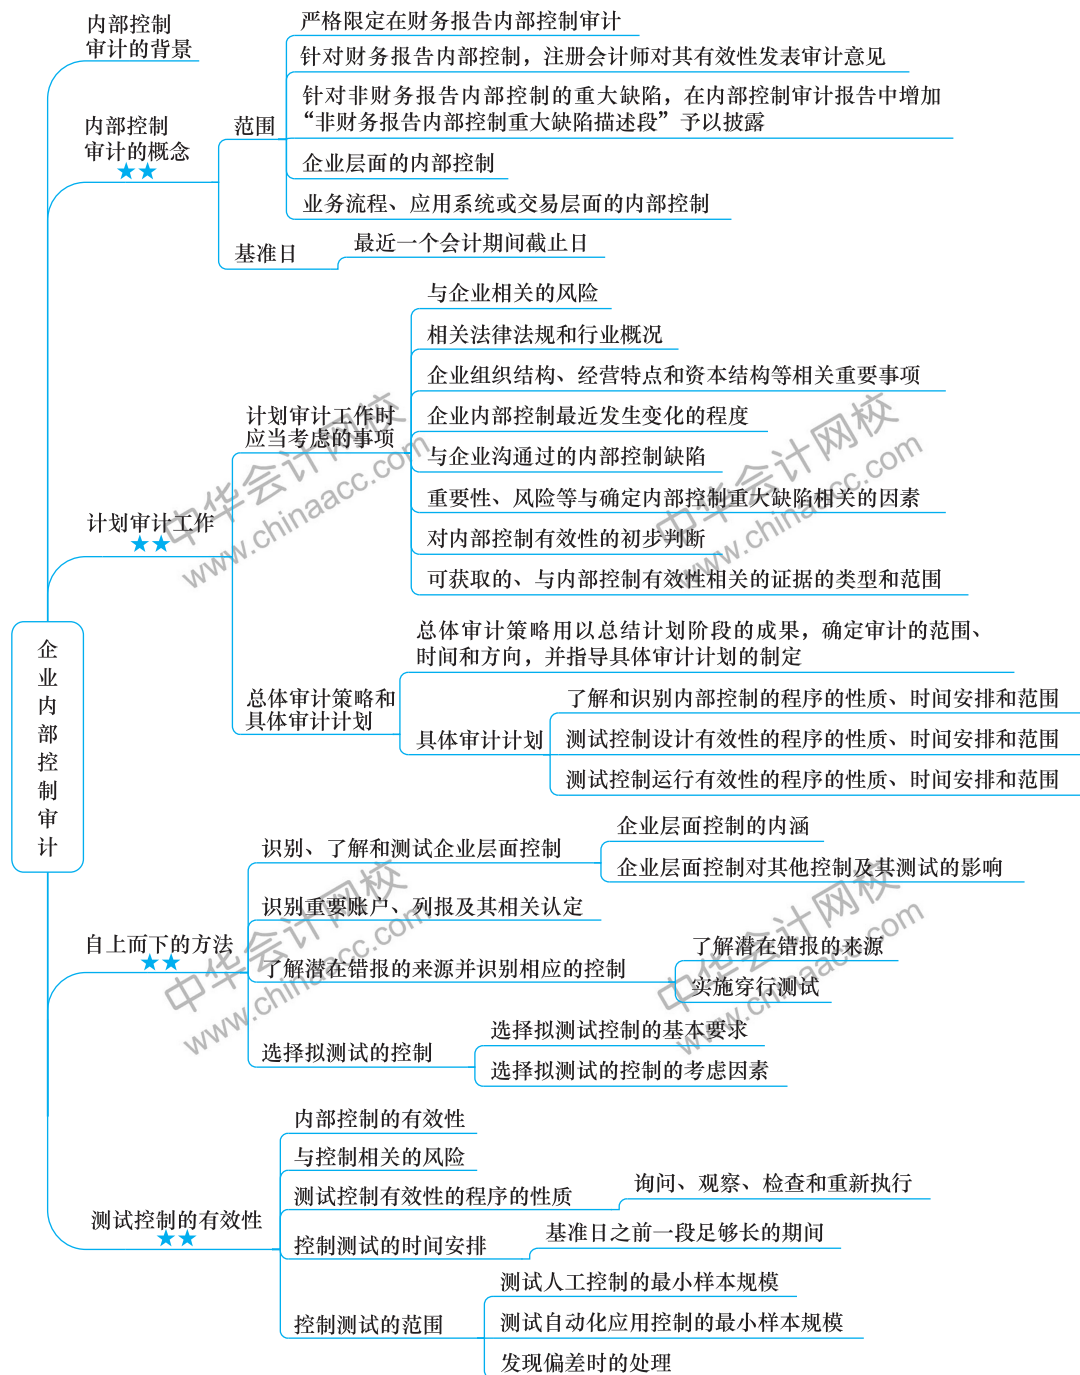 内部控制
审计的背景
严格限定在财务报告内部控制审计
针对财务报告内部控制，注册会计师对其有效性发表审计意见
针对非财务报告内部控制的重大缺陷，在内部控制审计报告中增加
“非财务报告内部控制重大缺陷描述段”予以披露
内部控制
审计的概念
范围
企业层面的内部控制
业务流程、应用系统或交易层面的内部控制
基准日
最近一个会计期间截止日
与企业相关的风险
相关法律法规和行业概况
企业组织结构、经营特点和资本结构等相关重要事项
计划审计工作时
应当考虑的事项
企业内部控制最近发生变化的程度
与企业沟通过的内部控制缺陷
重要性、风险等与确定内部控制重大缺陷相关的因素
计划审计工作
对内部控制有效性的初步判断
可获取的、与内部控制有效性相关的证据的类型和范围
总体审计策略用以总结计划阶段的成果，确定审计的范围、
时间和方向，并指导具体审计计划的制定
总体审计策略和
具体审计计划
了解和识别内部控制的程序的性质、时间安排和范围
具体审计计划
测试控制设计有效性的程序的性质、时间安排和范围
测试控制运行有效性的程序的性质、时间安排和范围
企业内部控制审计
企业层面控制的内涵
识别、了解和测试企业层面控制
企业层面控制对其他控制及其测试的影响
识别重要账户、列报及其相关认定
自上而下的方法
了解潜在错报的来源
了解潜在错报的来源并识别相应的控制
实施穿行测试
选择拟测试控制的基本要求
选择拟测试的控制
选择拟测试的控制的考虑因素
内部控制的有效性
与控制相关的风险
测试控制有效性的程序的性质
询问、观察、检查和重新执行
测试控制的有效性
控制测试的时间安排
基准日之前一段足够长的期间
测试人工控制的最小样本规模
控制测试的范围
测试自动化应用控制的最小样本规模
发现偏差时的处理
中华会计网校
www.chinaacc.com
中华会计网校
www.chinaacc.com
中华会计网校
www.chinaacc.com
中华会计网校
www.chinaacc.com